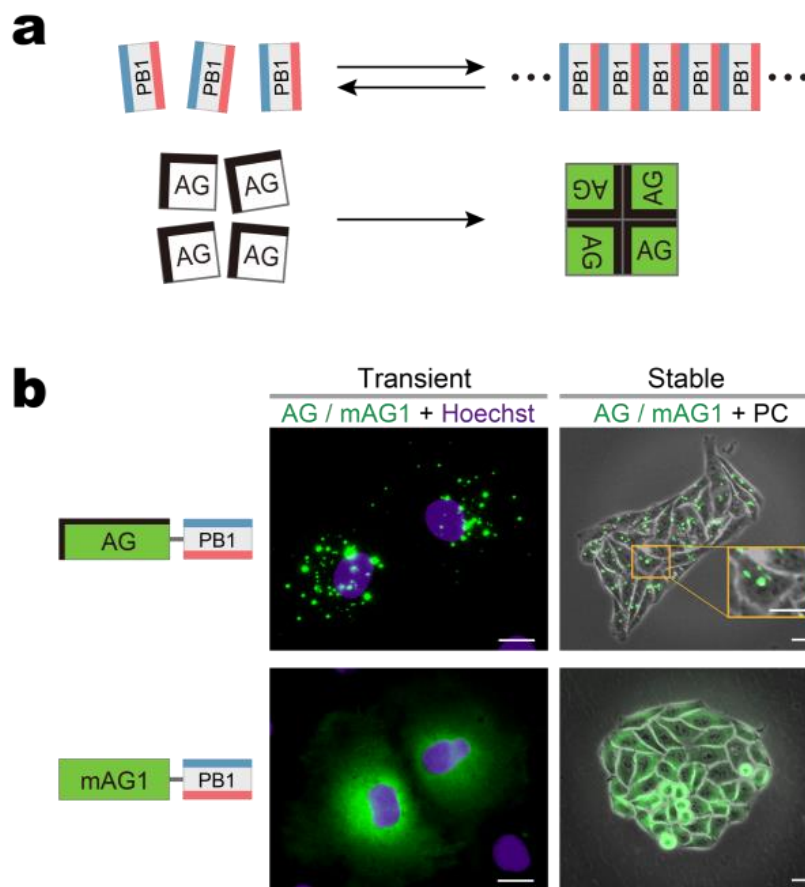 a
PB1 PB1 PB1 ••• PB1 PB1 PB1 PB1 PB1 •••
AG AG AG AG
AG AG AG AG
b
Transient Stable
AG / mAG1 + Hoechst AG / mAG1 + PC
AG PB1
mAG1 PB1